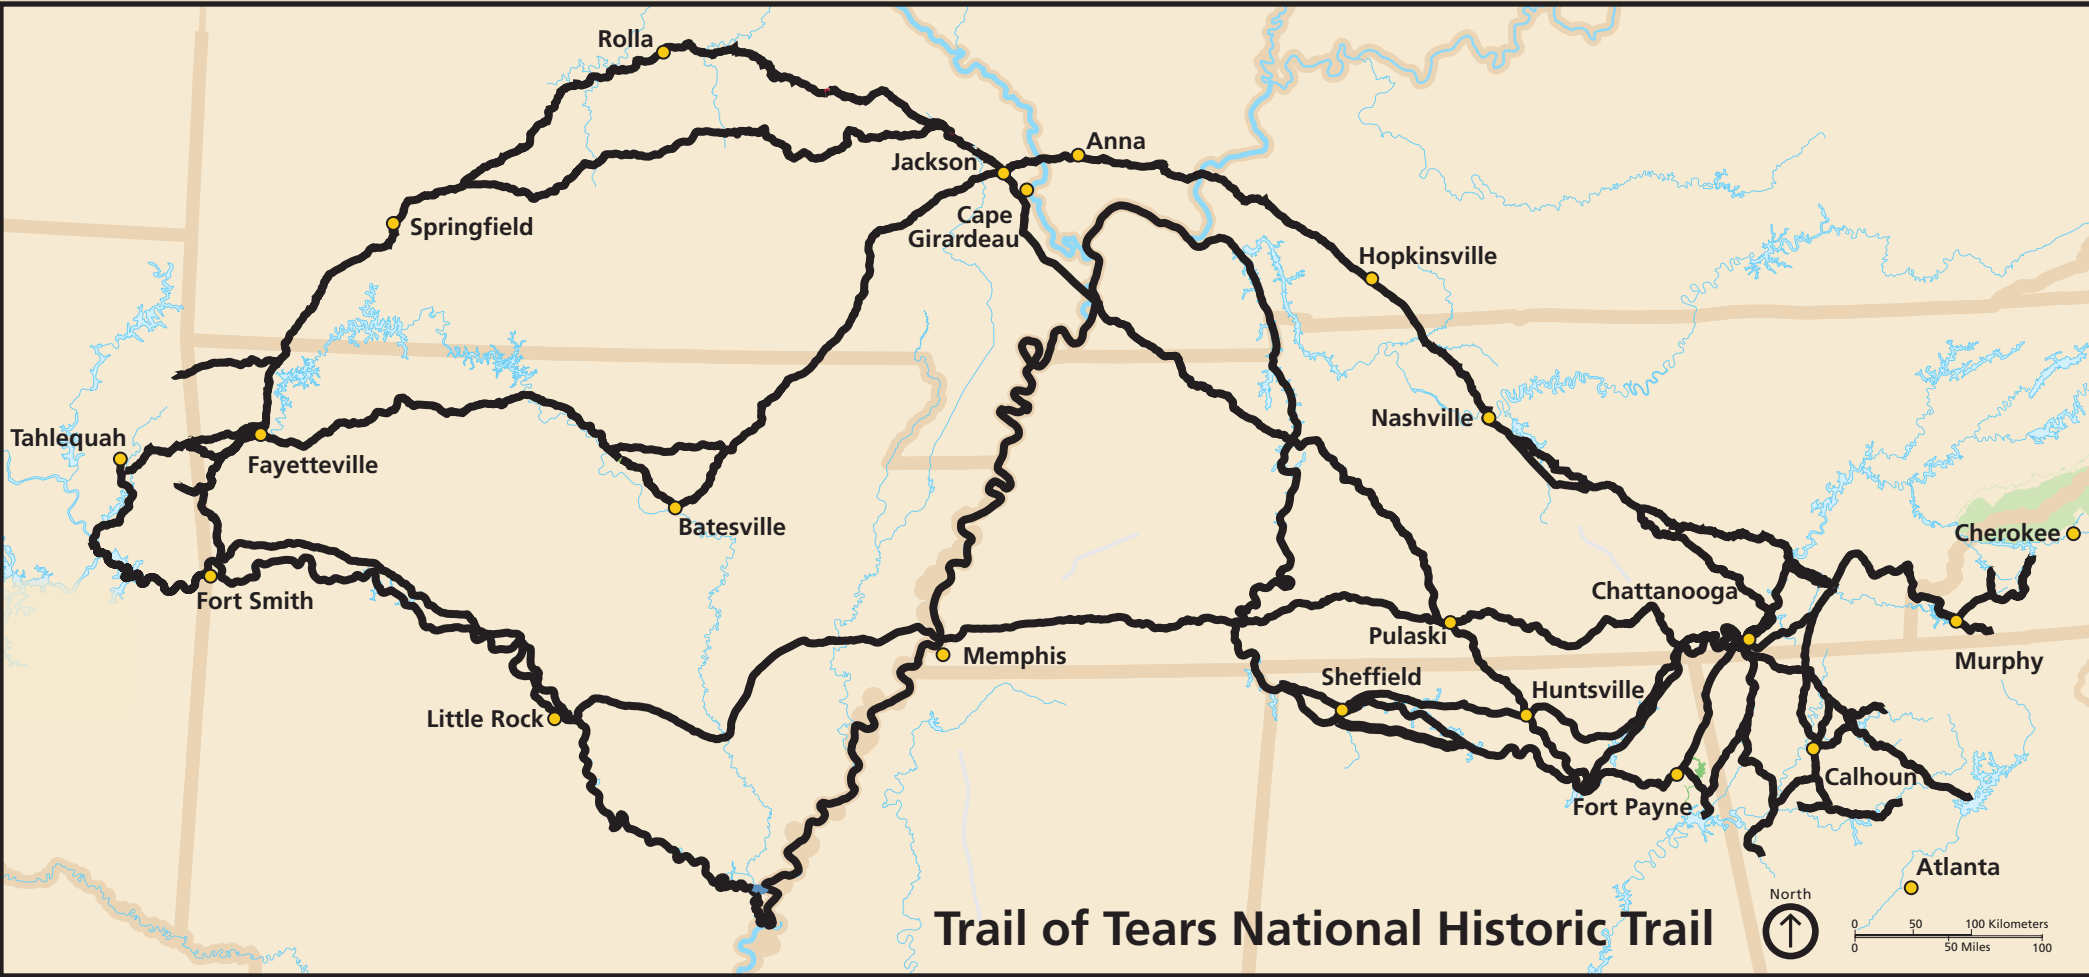 Rolla
Anna
Jackson
Cape
Girardeau
Springfield
Hopkinsville
Nashville
Tahlequah
Fayetteville
Batesville
Cherokee
Fort Smith
Chattanooga
Pulaski
Memphis
Murphy
Sheffield
Huntsville
Little Rock
Calhoun
Fort Payne
Atlanta
North
Trail of Tears National Historic Trail
0 50 100 Kilometers
0 50 Miles 100